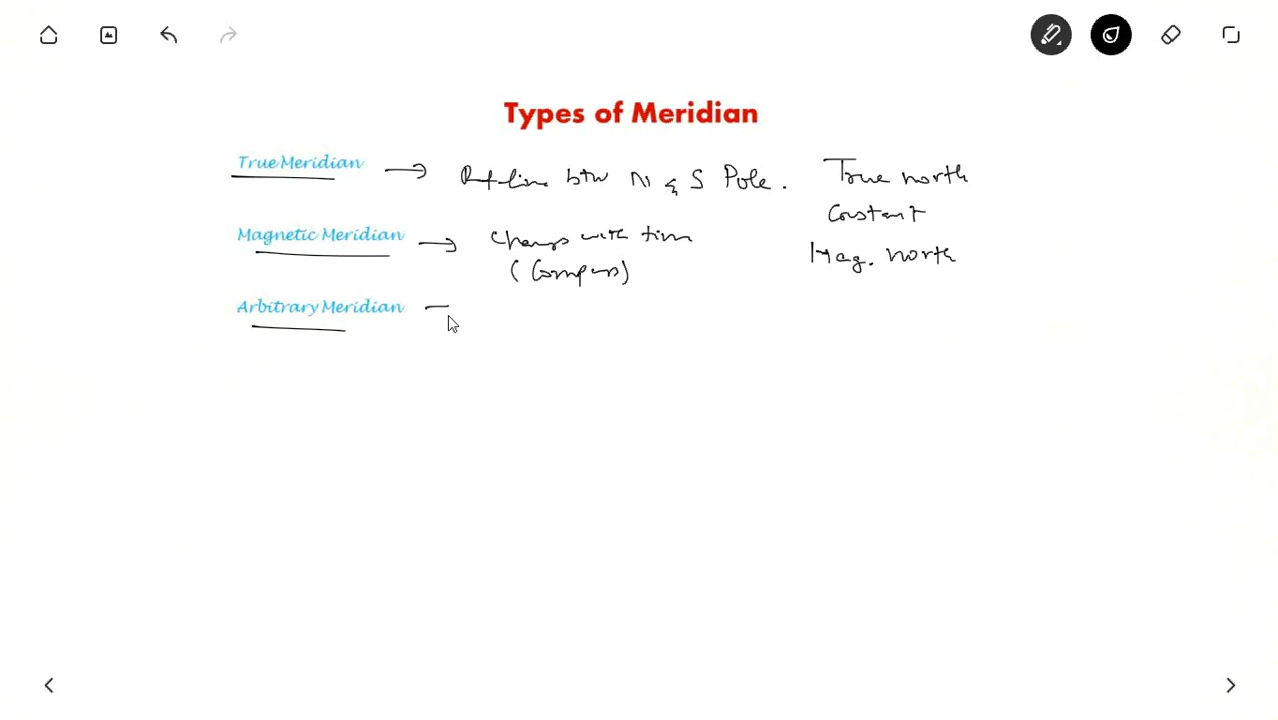 Types of Meridian
True Meridian
Ref line btw N & S Pole.
True north
Constant
Magnetic Meridian
Changs with time
(Compass)
Mag. north
Arbitrary Meridian